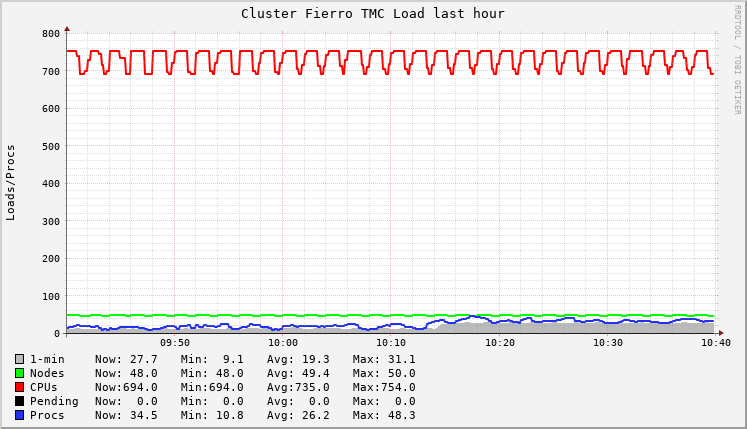 Cluster Fierro TMC Load last hour
RRDTOOL / TOBI OETIKER
Loads/Procs
800
700
600
500
400
300
200
100
0
09:50 10:00 10:10 10:20 10:30 10:40
1-min Now: 27.7 Min: 9.1 Avg: 19.3 Max: 31.1
Nodes Now: 48.0 Min: 48.0 Avg: 49.4 Max: 50.0
CPUs Now:694.0 Min:694.0 Avg:735.0 Max:754.0
Pending Now: 0.0 Min: 0.0 Avg: 0.0 Max: 0.0
Procs Now: 34.5 Min: 10.8 Avg: 26.2 Max: 48.3